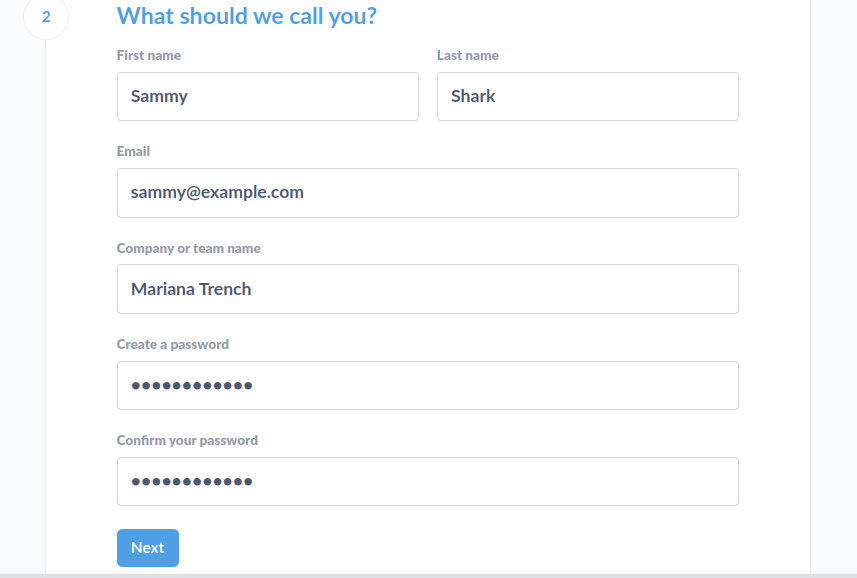 2
What should we call you?
First name Last name
Sammy Shark
Email
sammy@example.com
Company or team name
Mariana Trench
Create a password
●●●●●●●●●●●●
Confirm your password
●●●●●●●●●●●●
Next